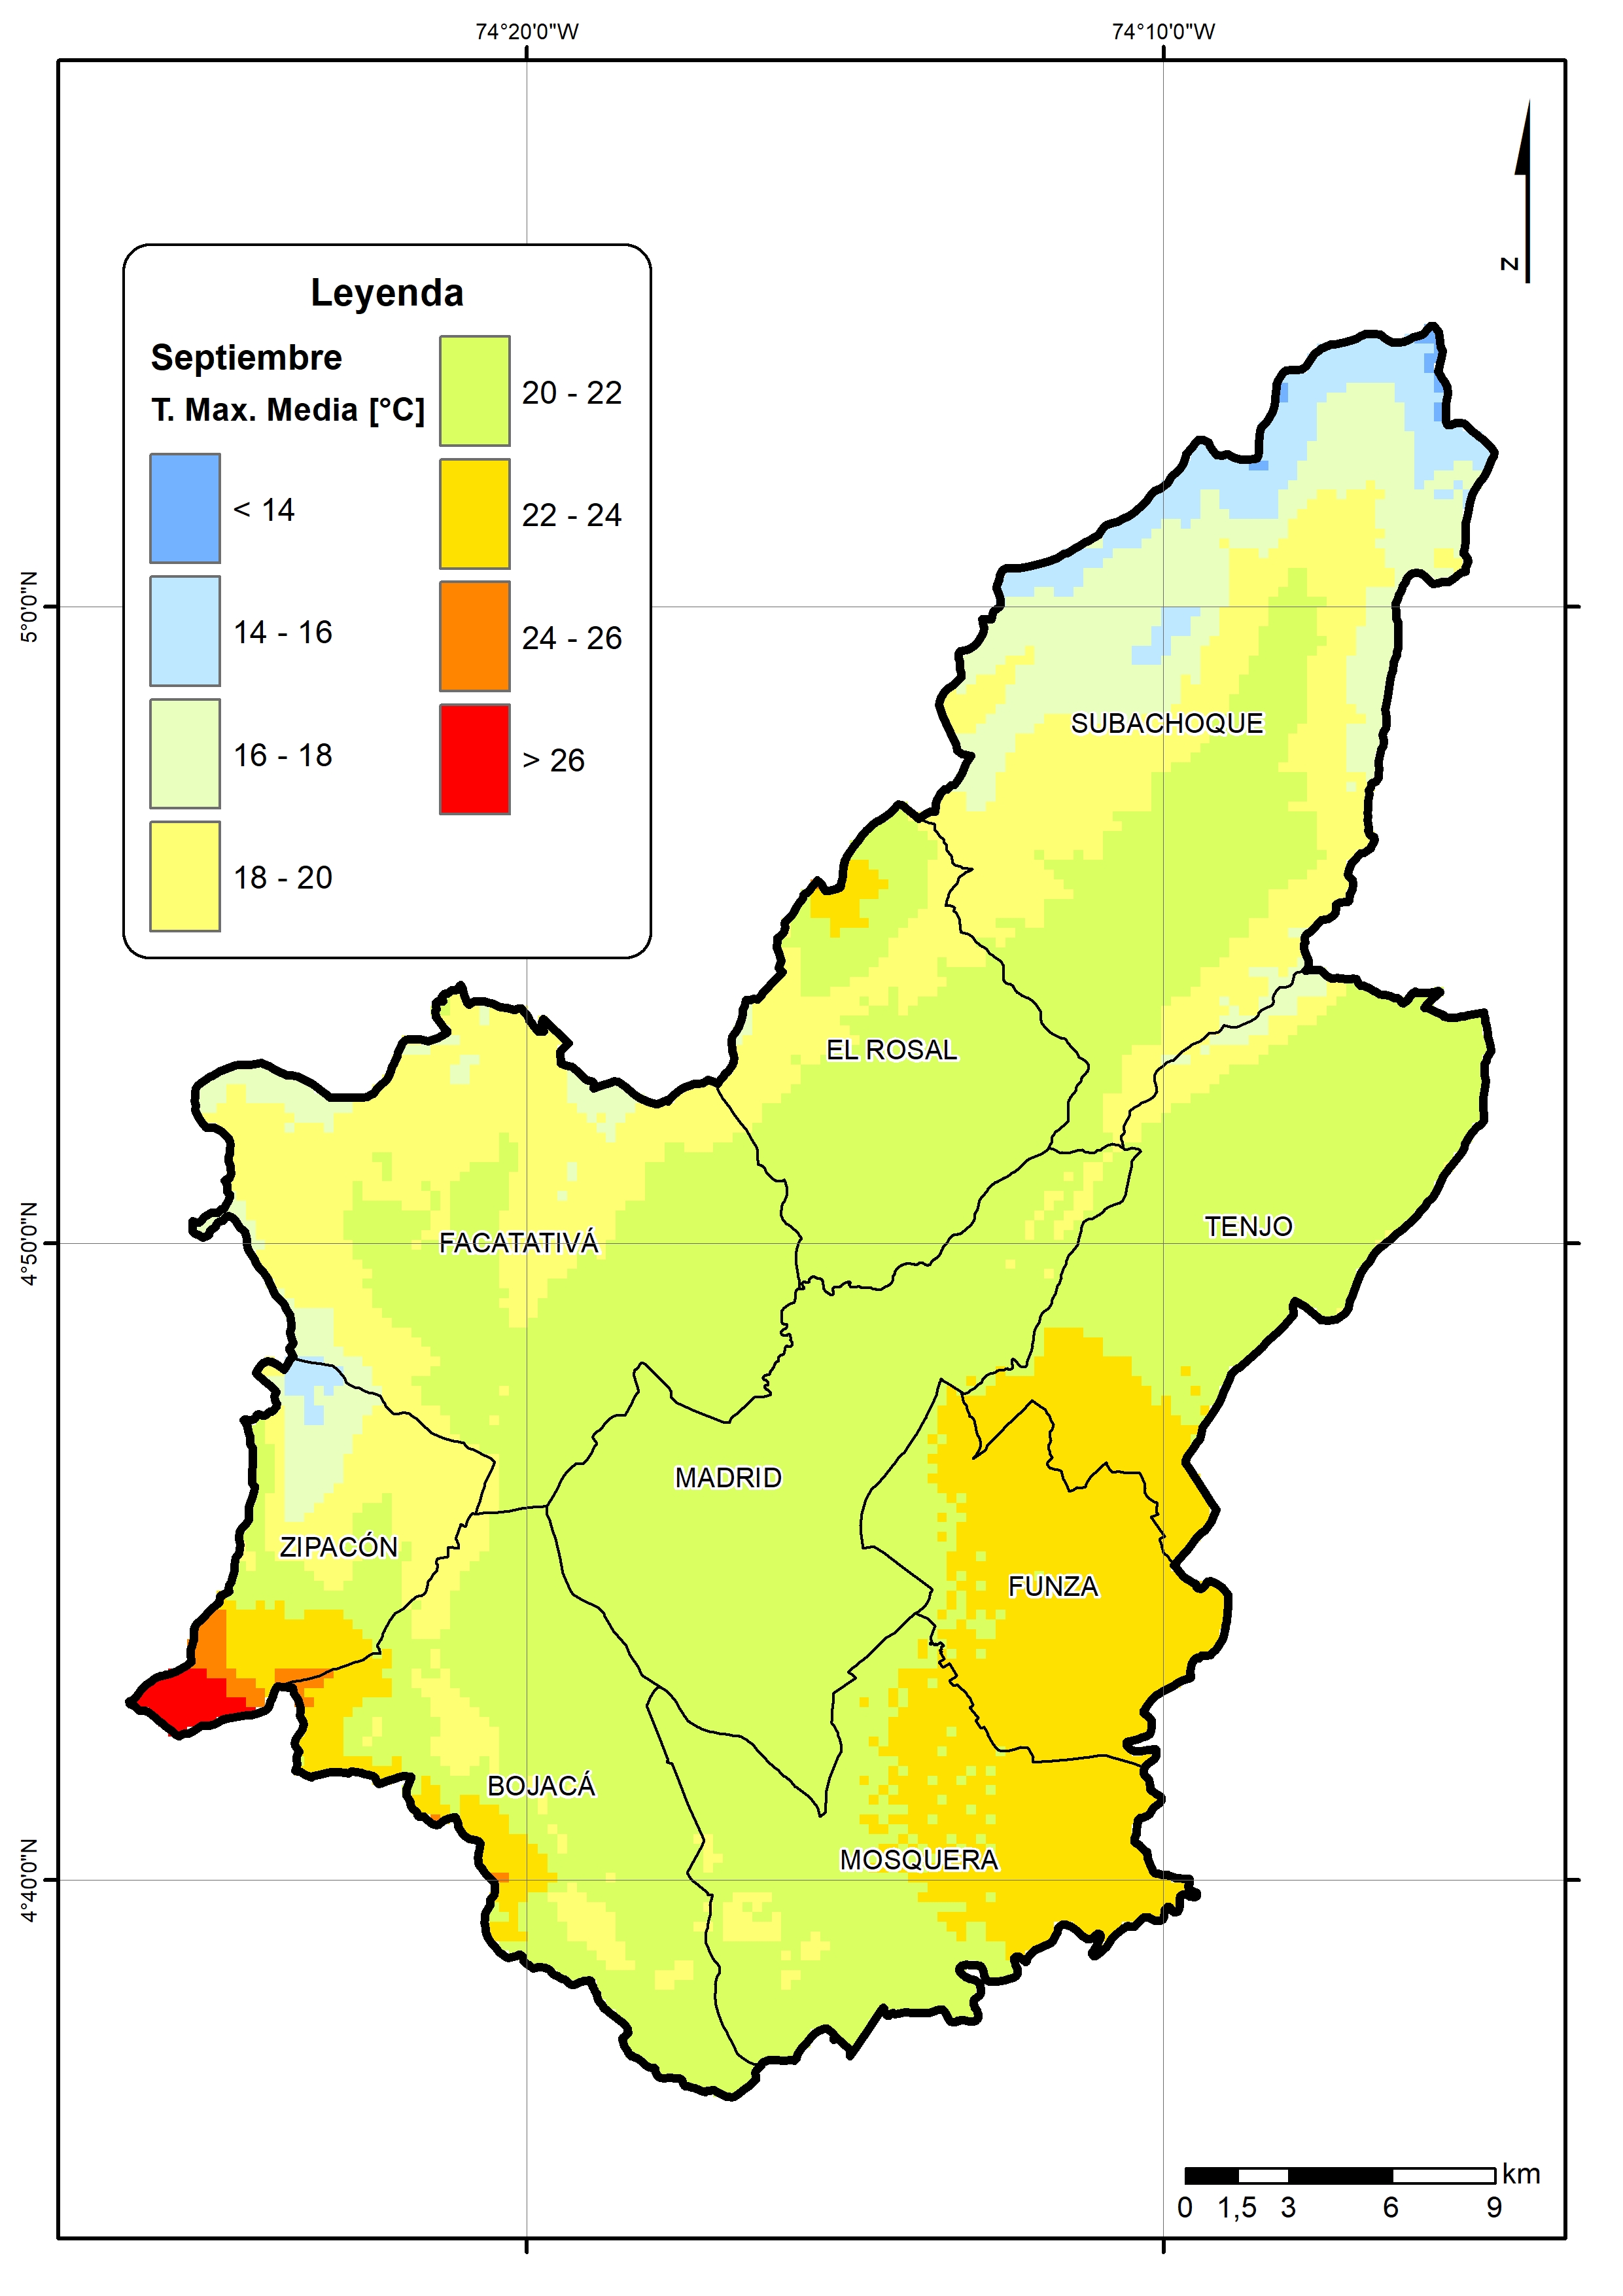 74°20'0"W
74°10'0"W
N
Leyenda
Septiembre
T. Max. Media [°C]
< 14
14 - 16
16 - 18
18 - 20
20 - 22
22 - 24
24 - 26
> 26
5°0'0"N
SUBACHOQUE
EL ROSAL
4°50'0"N
FACATATIVÁ
TENJO
MADRID
ZIPACÓN
FUNZA
BOJACÁ
MOSQUERA
4°40'0"N
km
0 1,5 3 6 9